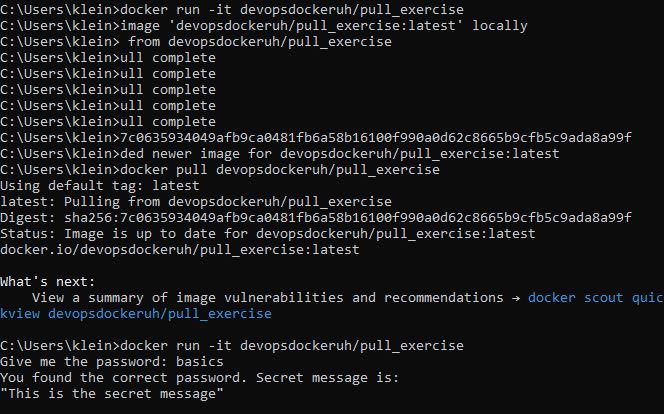 C:\Users\klein>docker run -it devopsdockeruh/pull_exercise
C:\Users\klein>image 'devopsdockeruh/pull_exercise:latest' locally
C:\Users\klein> from devopsdockeruh/pull_exercise
C:\Users\klein>ull complete
C:\Users\klein>ull complete
C:\Users\klein>ull complete
C:\Users\klein>ull complete
C:\Users\klein>ull complete
C:\Users\klein>7c0635934049afb9ca0481fb6a58b16100f990a0d62c8665b9cfb5c9ada8a99f
C:\Users\klein>ded newer image for devopsdockeruh/pull_exercise:latest
C:\Users\klein>docker pull devopsdockeruh/pull_exercise
Using default tag: latest
latest: Pulling from devopsdockeruh/pull_exercise
Digest: sha256:7c0635934049afb9ca0481fb6a58b16100f990a0d62c8665b9cfb5c9ada8a99f
Status: Image is up to date for devopsdockeruh/pull_exercise:latest
docker.io/devopsdockeruh/pull_exercise:latest
What's next:
View a summary of image vulnerabilities and recommendations → docker scout quic
kview devopsdockeruh/pull_exercise
C:\Users\klein>docker run -it devopsdockeruh/pull_exercise
Give me the password: basics
You found the correct password. Secret message is:
"This is the secret message"